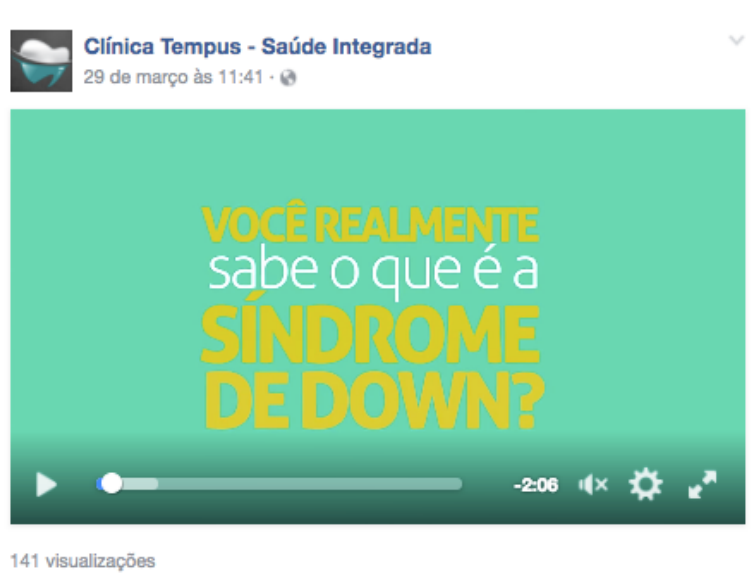 Clínica Tempus - Saúde Integrada
29 de março às 11:41 ·
VOCÊ REALMENTE
sabe o que é a
SÍNDROME
DE DOWN?
-2:06
141 visualizações